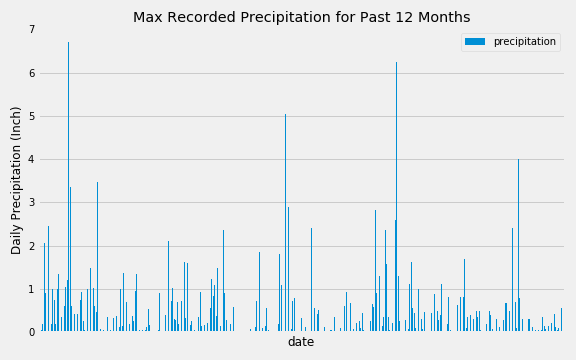 Max Recorded Precipitation for Past 12 Months
precipitation
7
6
5
4
3
2
1
0
Daily Precipitation (Inch)
date